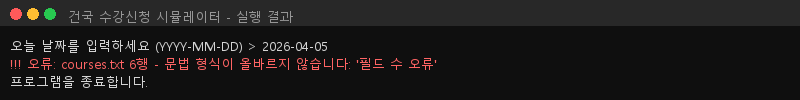 건국 수강신청 시뮬레이터 - 실행 결과
오늘 날짜를 입력하세요 (YYYY-MM-DD) > 2026-04-05
!!! 오류: courses.txt 6행 - 문법 형식이 올바르지 않습니다: '필드 수 오류'
프로그램을 종료합니다.